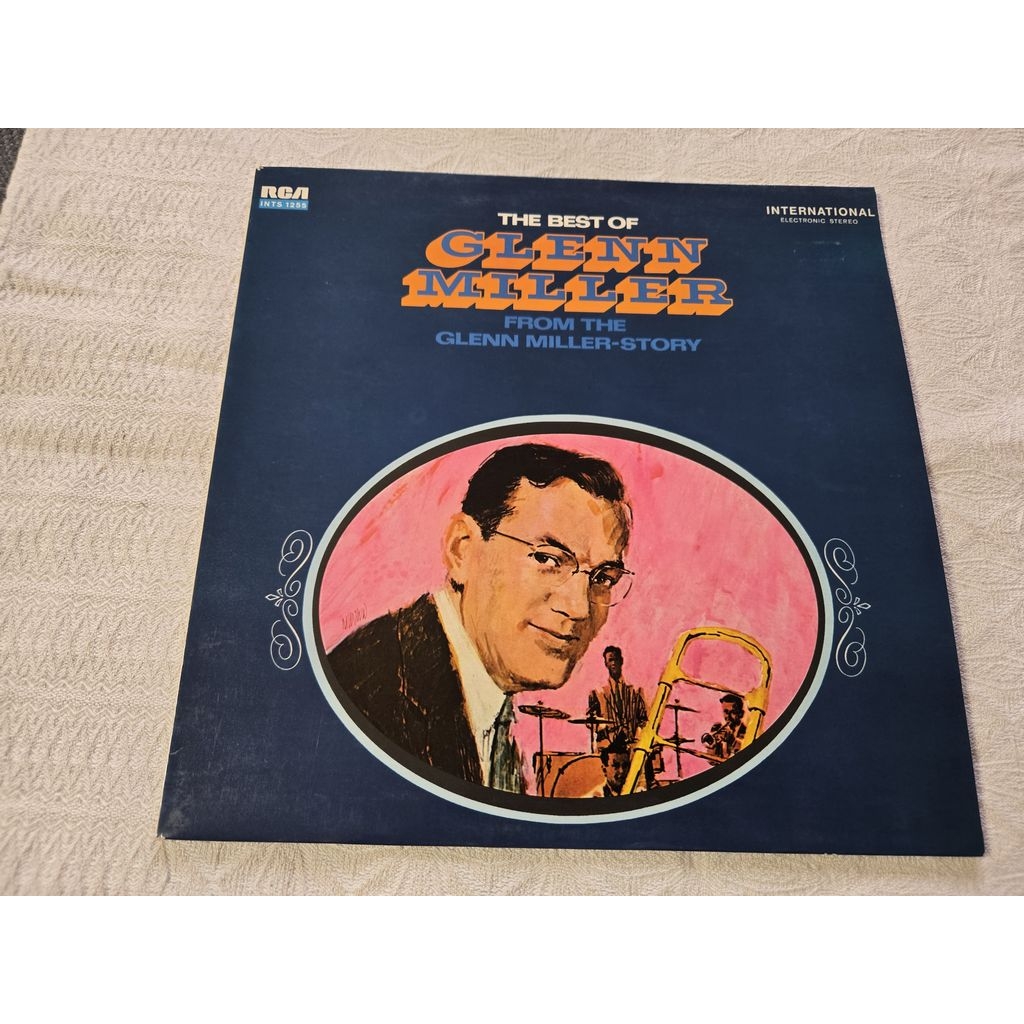 RCA
INTS 1255
INTERNATIONAL
ELECTRONIC STEREO
THE BEST OF
GLENN
MILLER
FROM THE
GLENN MILLER-STORY